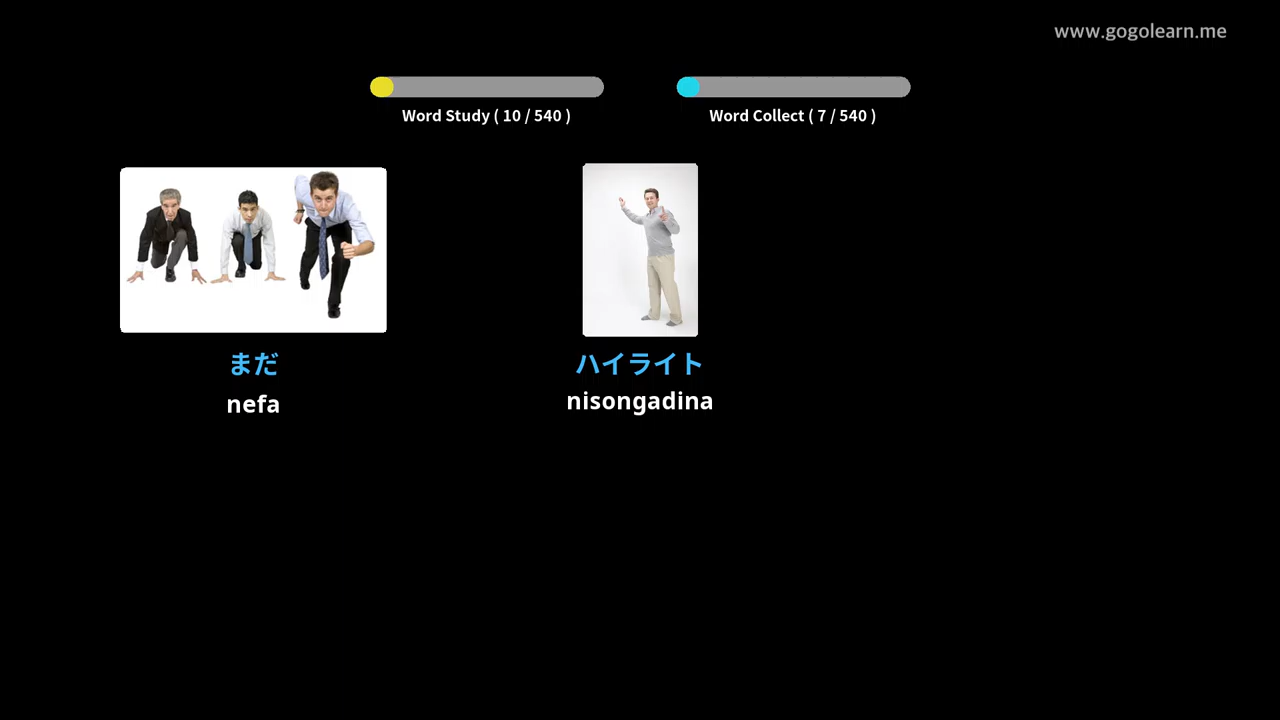 www.gogolearn.me
Word Study ( 10 / 540 )
Word Collect ( 7 / 540 )
まだ
nefa
ハイライト
nisongadina